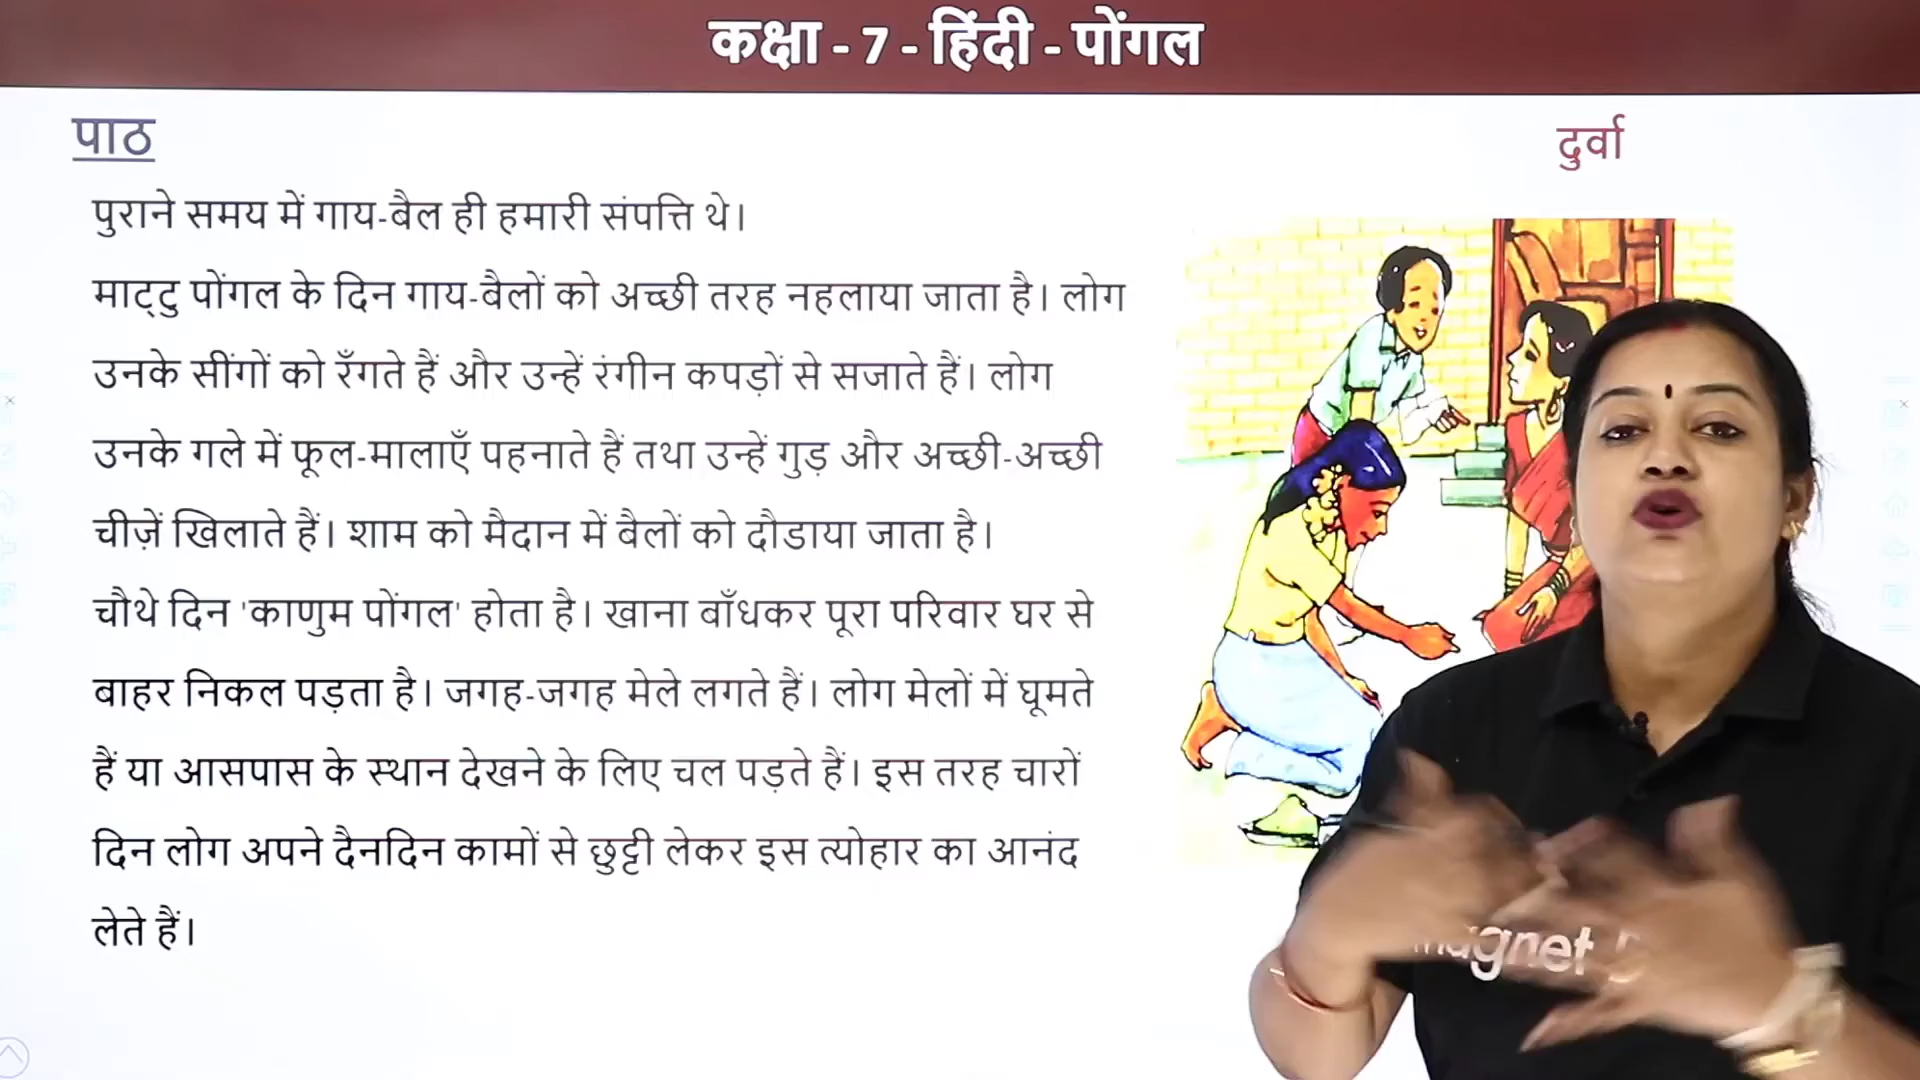 कक्षा - 7 - हिंदी - पोंगल
पाठ
दुर्वा
पुराने समय में गाय-बैल ही हमारी संपत्ति थे।
माट्टु पोंगल के दिन गाय-बैलों को अच्छी तरह नहलाया जाता है। लोग
उनके सींगों को रँगते हैं और उन्हें रंगीन कपड़ों से सजाते हैं। लोग
उनके गले में फूल-मालाएँ पहनाते हैं तथा उन्हें गुड़ और अच्छी-अच्छी
चीज़ें खिलाते हैं। शाम को मैदान में बैलों को दौडाया जाता है।
चौथे दिन 'काणुम पोंगल' होता है। खाना बाँधकर पूरा परिवार घर से
बाहर निकल पड़ता है। जगह-जगह मेले लगते हैं। लोग मेलों में घूमते
हैं या आसपास के स्थान देखने के लिए चल पड़ते हैं। इस तरह चारों
दिन लोग अपने दैनदिन कामों से छुट्टी लेकर इस त्योहार का आनंद
लेते हैं।